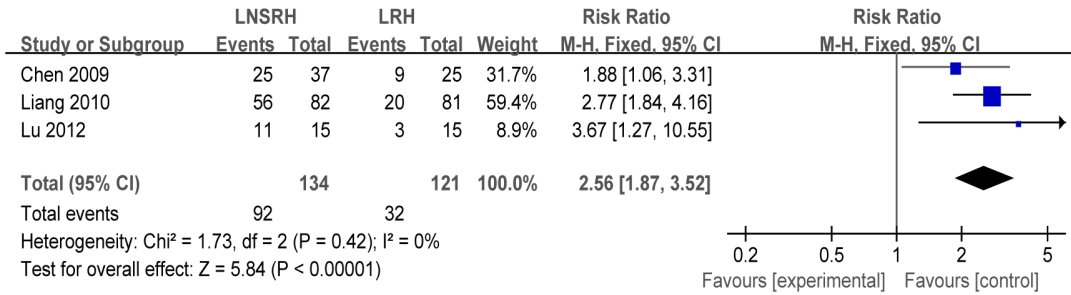 LNSRH LRH Risk Ratio Risk Ratio
Study or Subgroup Events Total Events Total Weight M-H, Fixed, 95% CI M-H, Fixed, 95% CI
Chen 2009 25 37 9 25 31.7% 1.88 [1.06, 3.31]
Liang 2010 56 82 20 81 59.4% 2.77 [1.84, 4.16]
Lu 2012 11 15 3 15 8.9% 3.67 [1.27, 10.55]
Total (95% CI) 134 121 100.0% 2.56 [1.87, 3.52]
Total events 92 32
Heterogeneity: Chi² = 1.73, df = 2 (P = 0.42); I² = 0%
Test for overall effect: Z = 5.84 (P < 0.00001)
0.2 0.5 1 2 5
Favours [experimental] Favours [control]